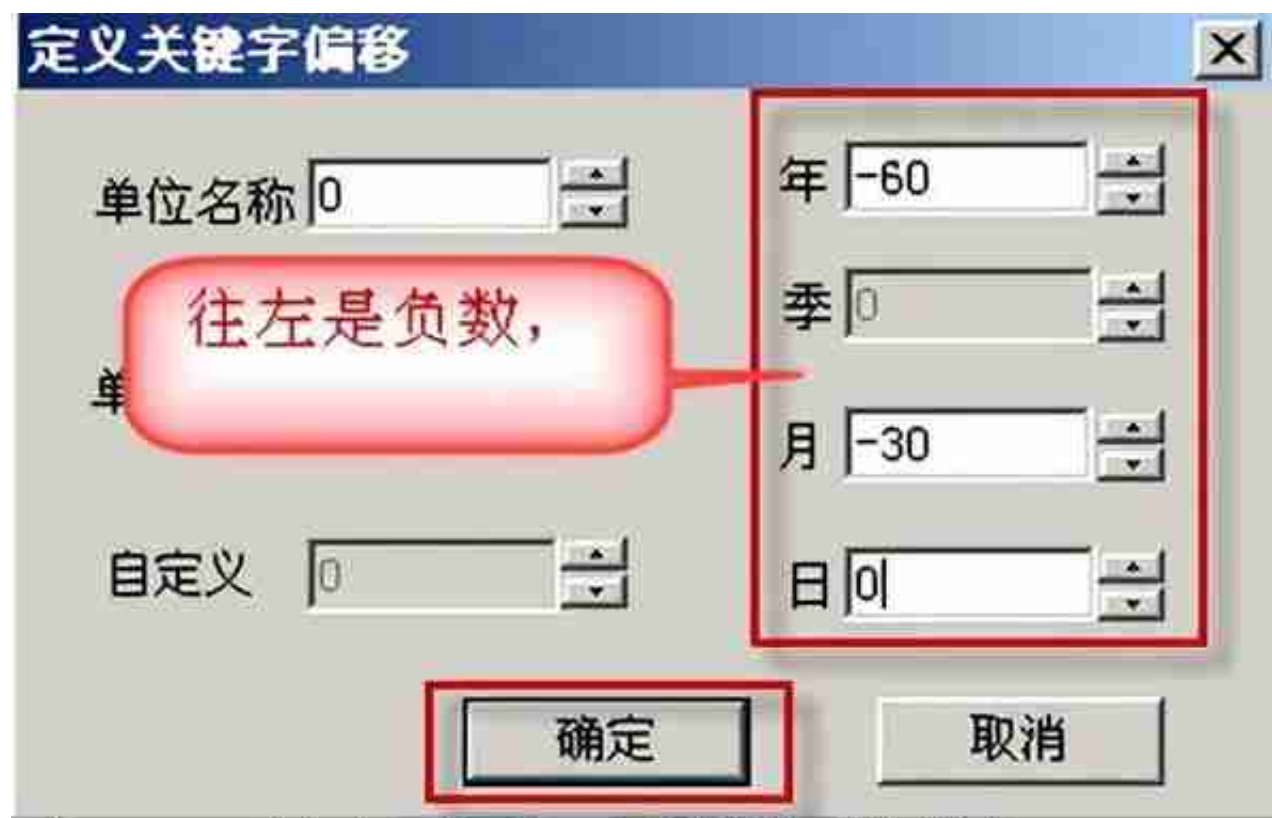 定义关键字偏移
单位名称 0
年 -60
往左是负数，
季 0
单
月 -30
自定义 0
日 0
确定
取消